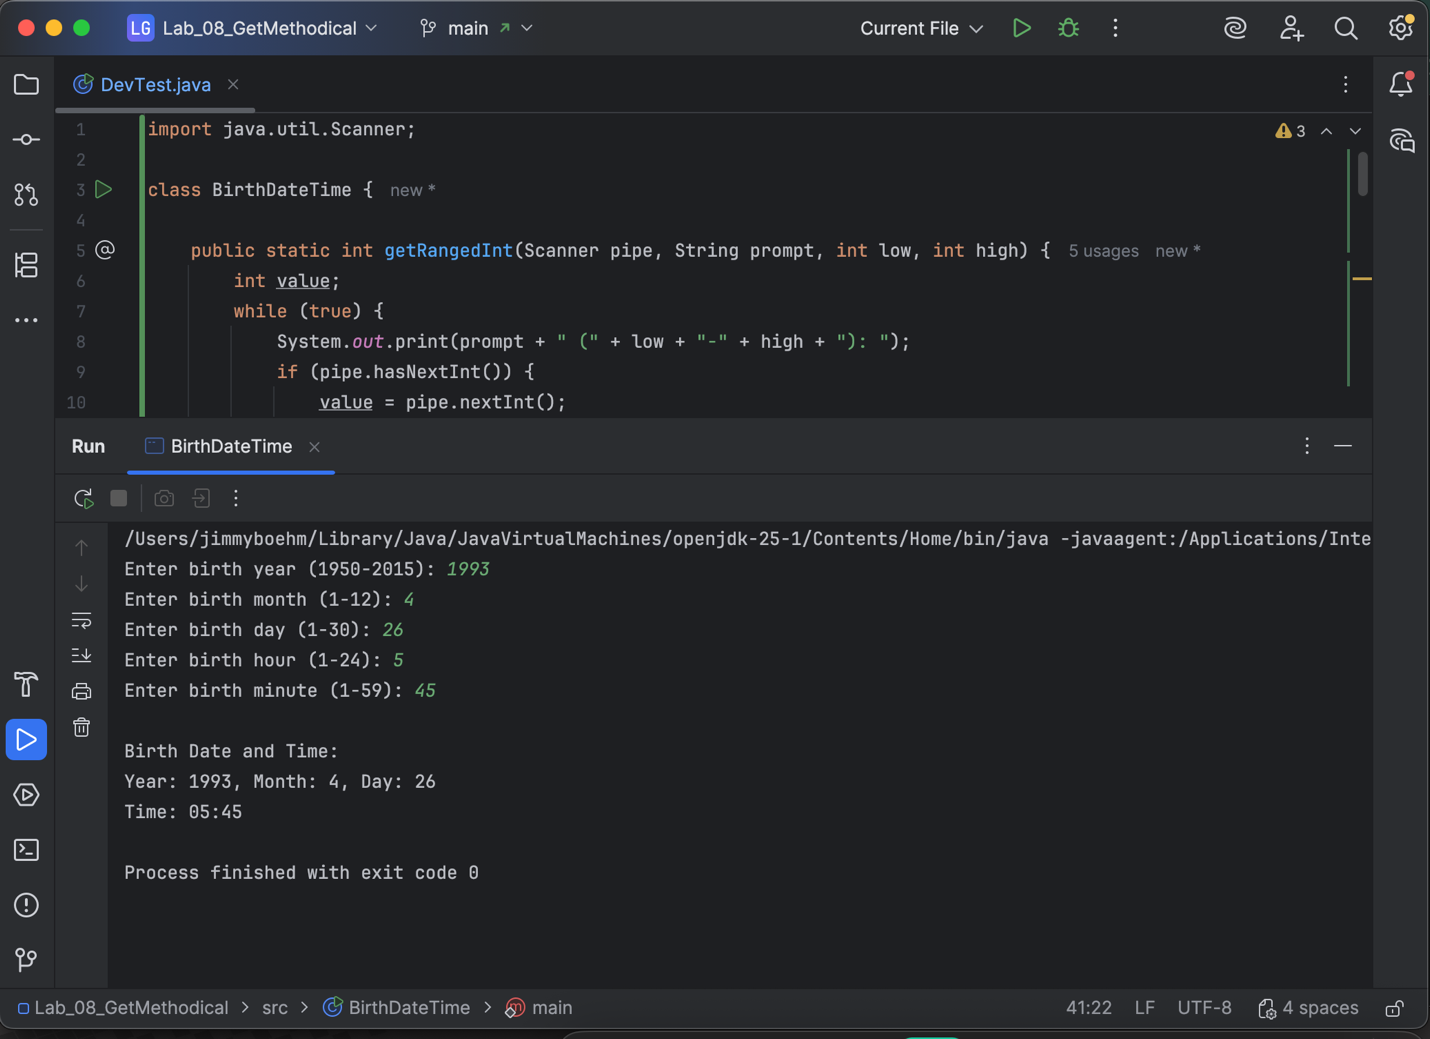 LG Lab_08_GetMethodical main Current File
DevTest.java
1 import java.util.Scanner; 3
2
3 class BirthDateTime { new *
4
5 @ public static int getRangedInt(Scanner pipe, String prompt, int low, int high) { 5 usages new *
6 int value;
7 while (true) {
8 System.out.print(prompt + " (" + low + "-" + high + "): ");
9 if (pipe.hasNextInt()) {
10 value = pipe.nextInt();
Run BirthDateTime
/Users/jimmyboehm/Library/Java/JavaVirtualMachines/openjdk-25-1/Contents/Home/bin/java -javaagent:/Applications/Inte
Enter birth year (1950-2015): 1993
Enter birth month (1-12): 4
Enter birth day (1-30): 26
Enter birth hour (1-24): 5
Enter birth minute (1-59): 45
Birth Date and Time:
Year: 1993, Month: 4, Day: 26
Time: 05:45
Process finished with exit code 0
Lab_08_GetMethodical > src > BirthDateTime > main 41:22 LF UTF-8 4 spaces